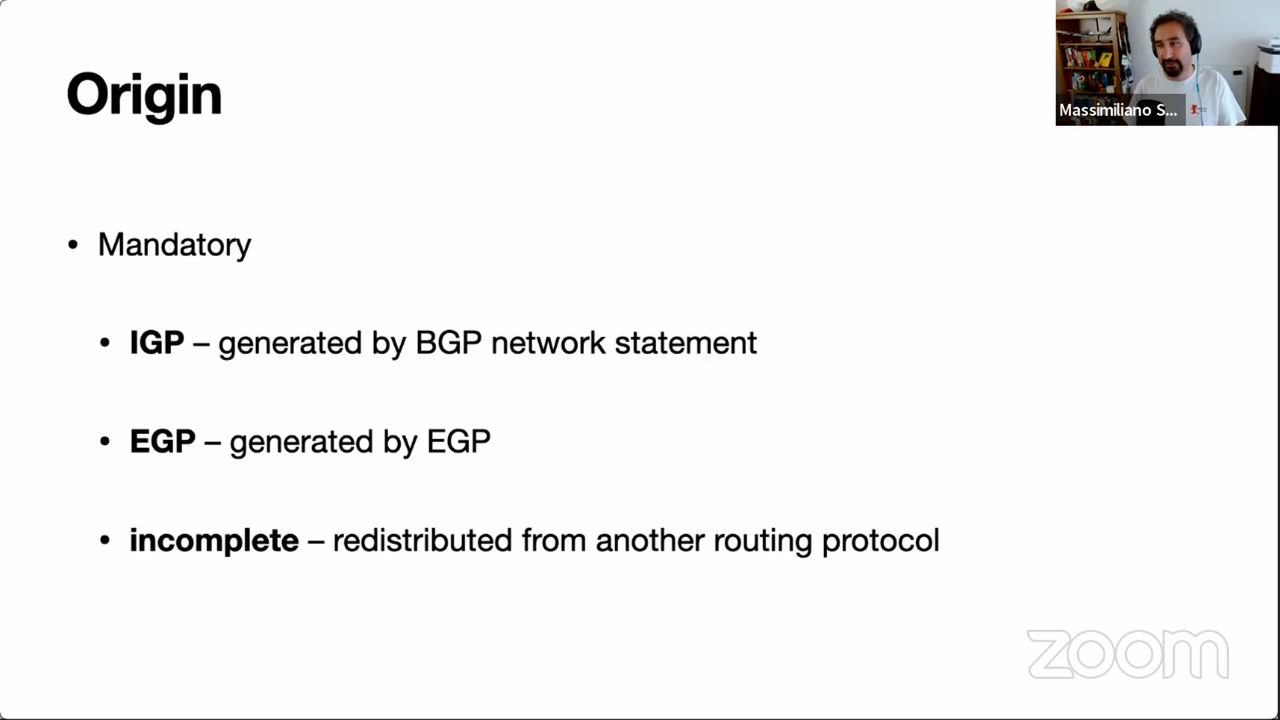 Origin
Massimiliano S...
• Mandatory
• IGP – generated by BGP network statement
• EGP – generated by EGP
• incomplete – redistributed from another routing protocol
zoom